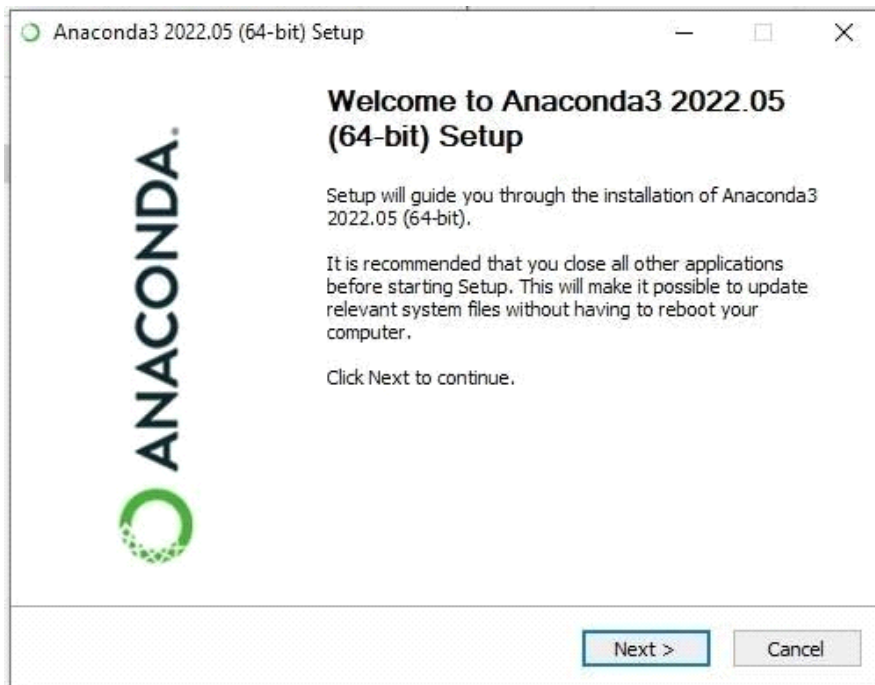 Anaconda3 2022.05 (64-bit) Setup
Welcome to Anaconda3 2022.05
(64-bit) Setup
ANACONDA.
Setup will guide you through the installation of Anaconda3
2022.05 (64-bit).
It is recommended that you close all other applications
before starting Setup. This will make it possible to update
relevant system files without having to reboot your
computer.
Click Next to continue.
Next >
Cancel